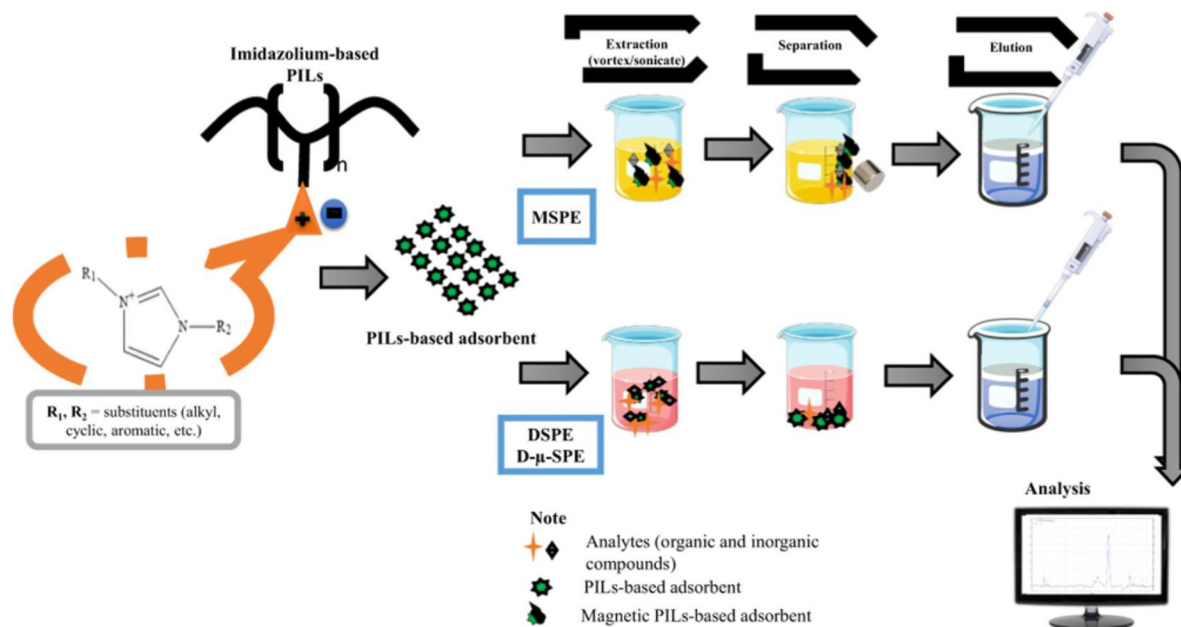 Imidazolium-based
PILs
n
+
-
R1
N+
N
R2
R1, R2 = substituents (alkyl,
cyclic, aromatic, etc.)
PILs-based adsorbent
Extraction
(vortex/sonicate)
Separation
Elution
MSPE
DSPE
D-µ-SPE
Analysis
Note
Analytes (organic and inorganic
compounds)
PILs-based adsorbent
Magnetic PILs-based adsorbent